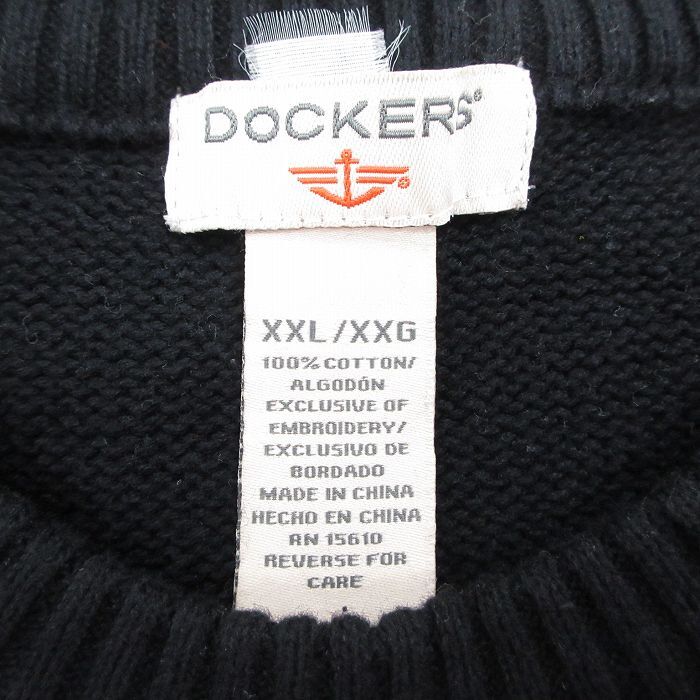 DOCKERS®
XXL/XXG
100% COTTON/
ALGODÓN
EXCLUSIVE OF
EMBROIDERY/
EXCLUSIVO DE
BORDADO
MADE IN CHINA
HECHO EN CHINA
RN 15610
REVERSE FOR
CARE